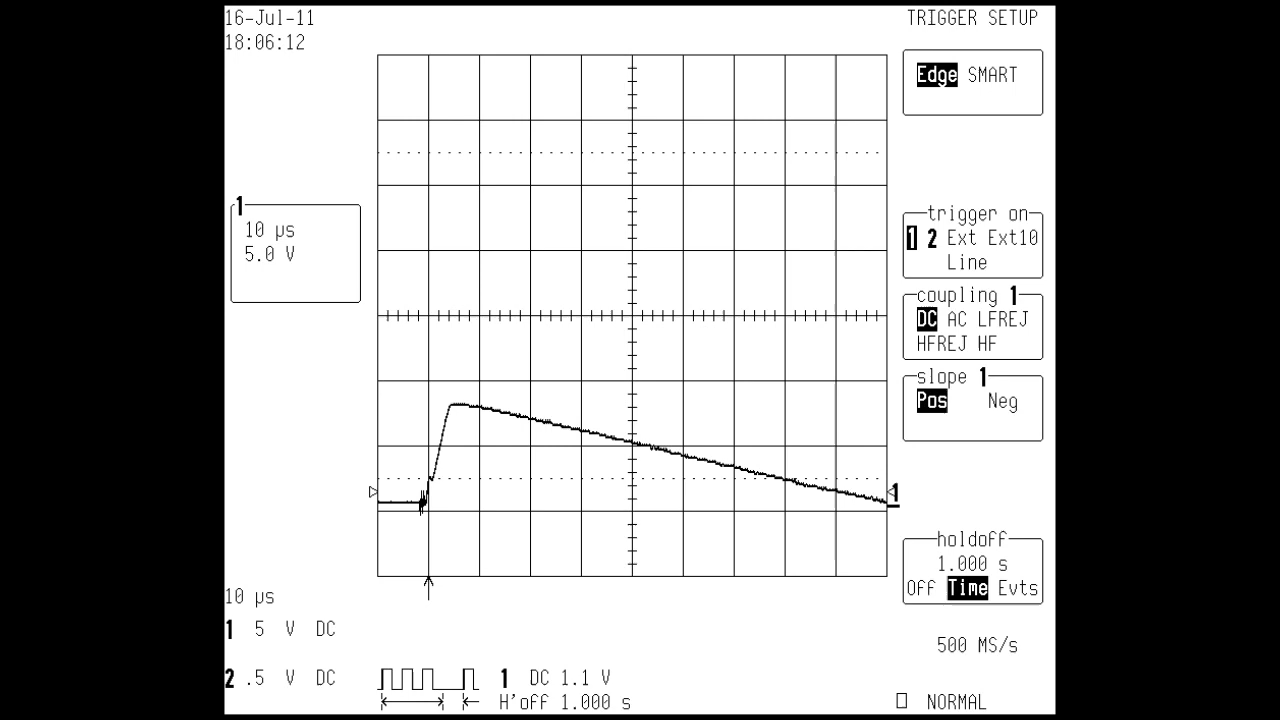 16-Jul-11
18:06:12
TRIGGER SETUP
Edge SMART
1
10 µs
5.0 V
trigger on
1 2 Ext Ext10
Line
coupling 1
DC AC LFREJ
HFREJ HF
slope 1
Pos Neg
1
holdoff
1.000 s
Off Time Evts
10 µs
1 5 V DC
2 .5 V DC
1 DC 1.1 V
H'off 1.000 s
500 MS/s
NORMAL